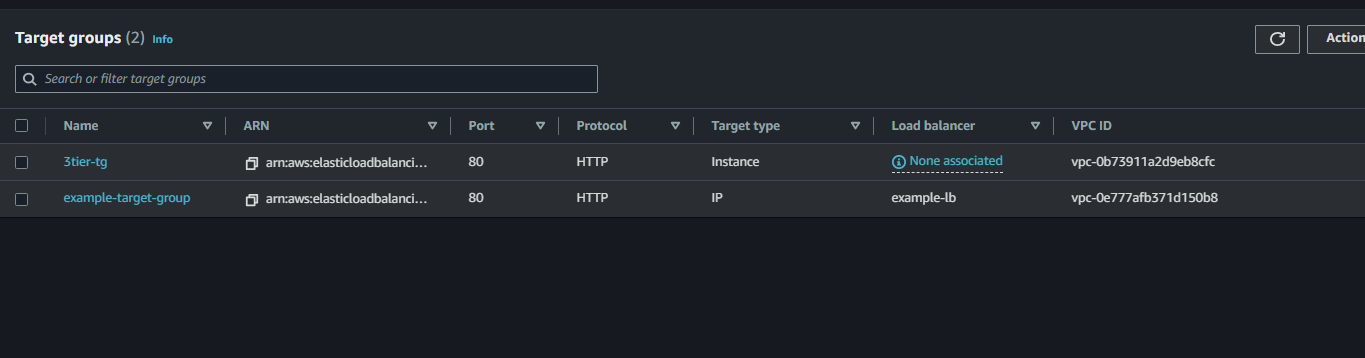 Target groups (2) Info
Action
Search or filter target groups
Name ARN Port Protocol Target type Load balancer VPC ID
3tier-tg arn:aws:elasticloadbalanci... 80 HTTP Instance None associated vpc-0b73911a2d9eb8cfc
example-target-group arn:aws:elasticloadbalanci... 80 HTTP IP example-lb vpc-0e777afb371d150b8